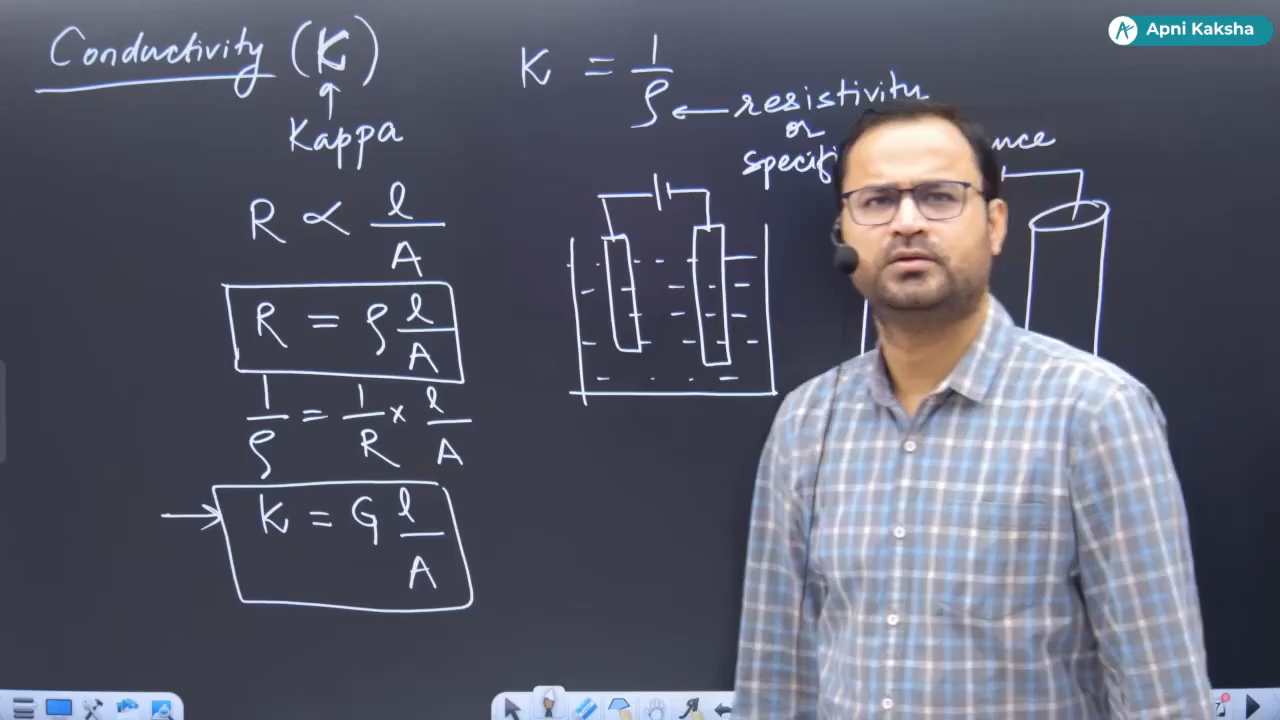 Apni Kaksha
Conductivity (K)
↑
Kappa
K = 1/ρ ← resistivity
or
R ∝ l/A
R = ρ l/A
1/ρ = 1/R × l/A
→ K = G l/A